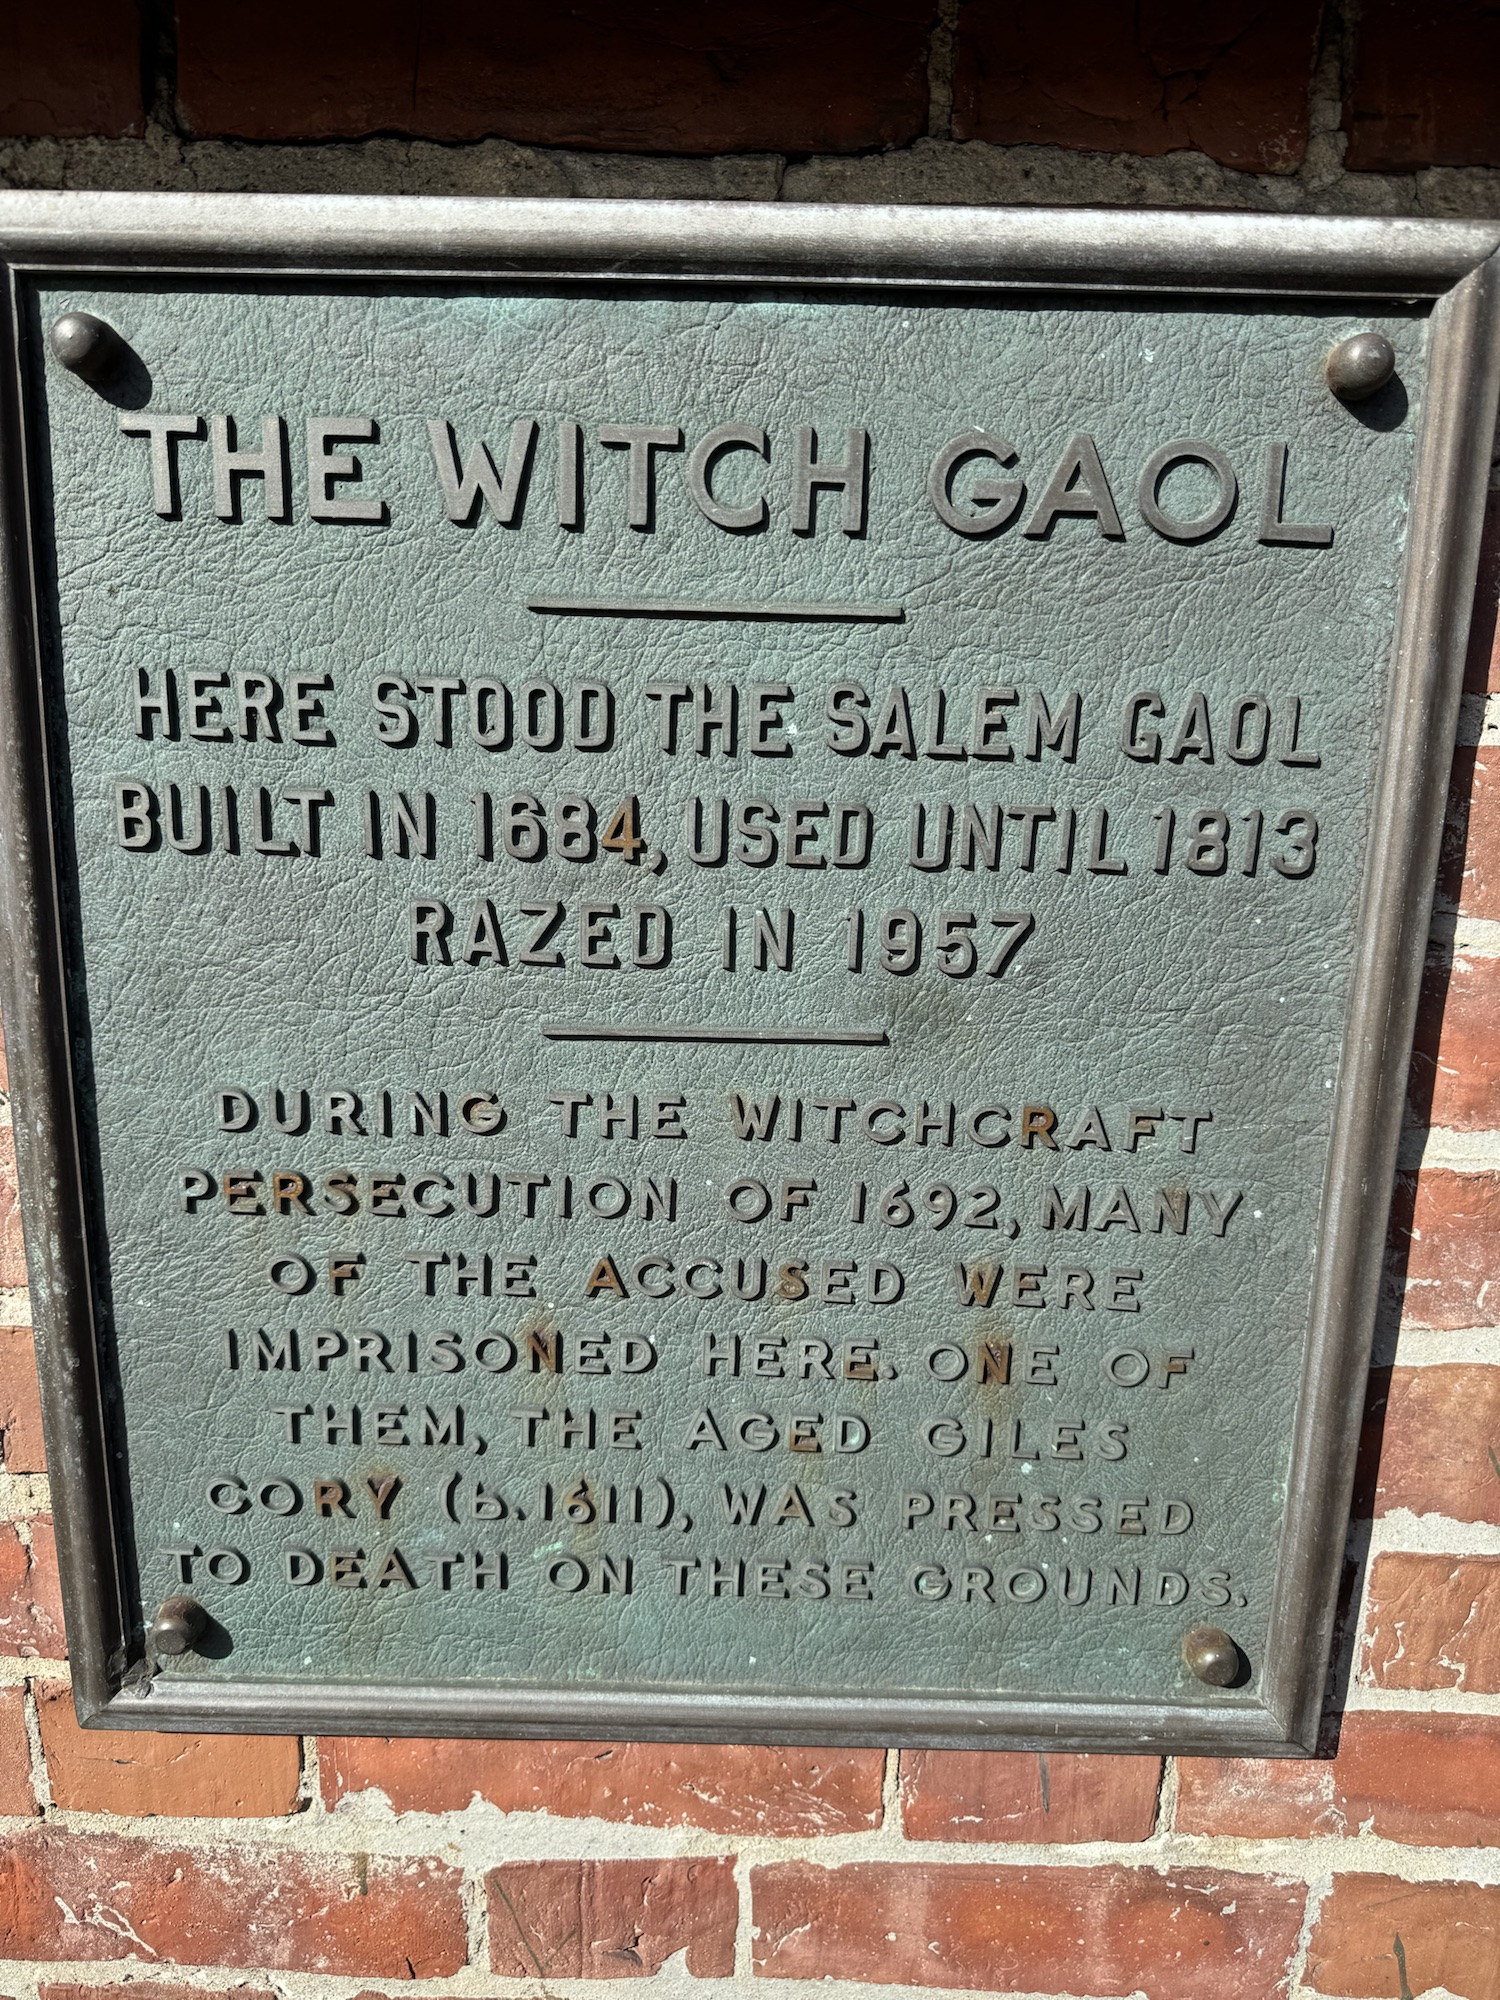 THE WITCH GAOL
HERE STOOD THE SALEM GAOL
BUILT IN 1684, USED UNTIL 1813
RAZED IN 1957
DURING THE WITCHCRAFT
PERSECUTION OF 1692, MANY
OF THE ACCUSED WERE
IMPRISONED HERE. ONE OF
THEM, THE AGED GILES
CORY (b.1611), WAS PRESSED
TO DEATH ON THESE GROUNDS.